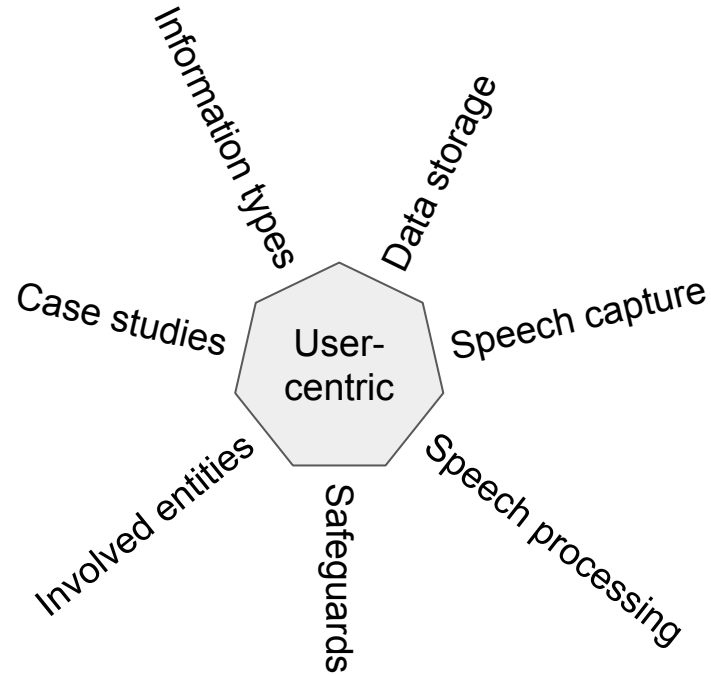 Information types
Data storage
Case studies
Speech capture
User-
centric
Involved entities
Speech processing
Safeguards